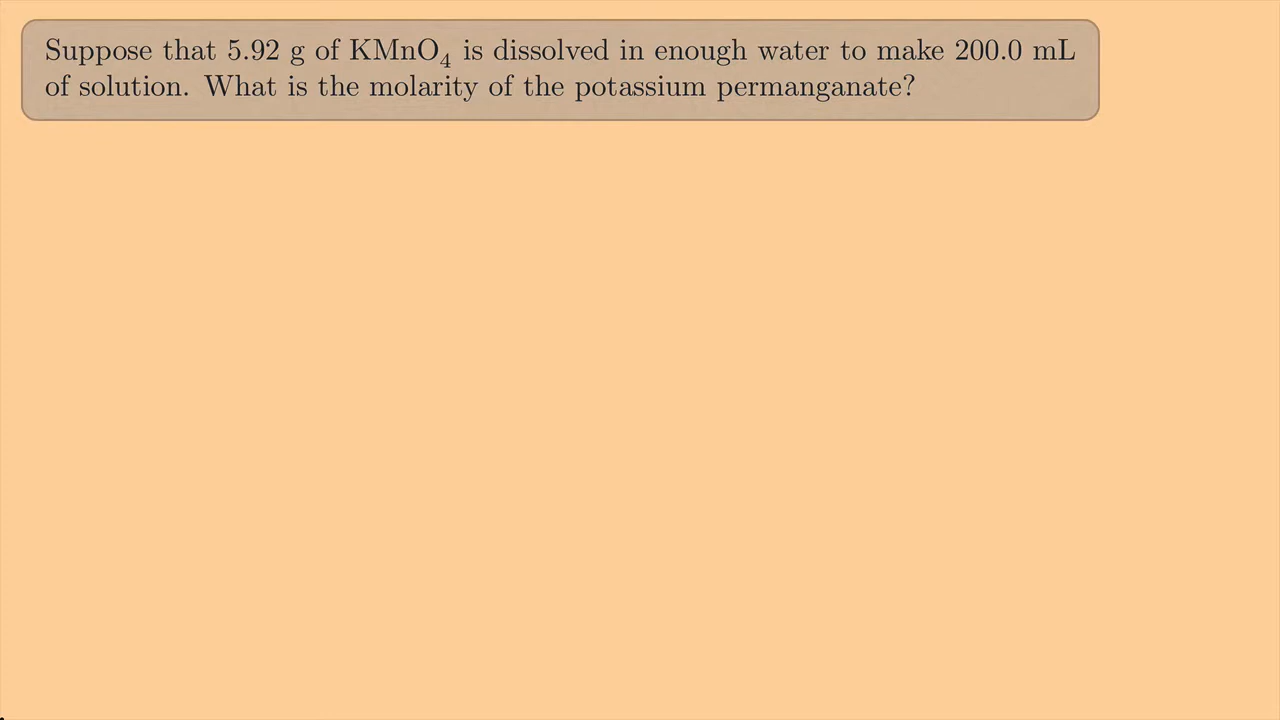 Suppose that 5.92 g of KMnO₄ is dissolved in enough water to make 200.0 mL
of solution. What is the molarity of the potassium permanganate?